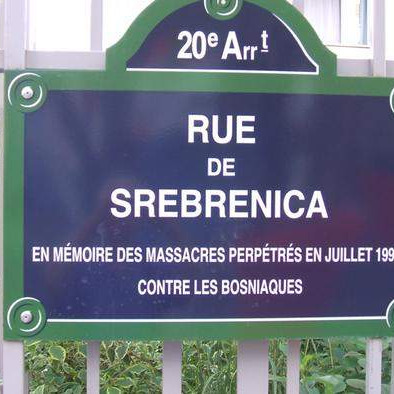 20e Arrt
RUE
DE
SREBRENICA
EN MÉMOIRE DES MASSACRES PERPÉTRÉS EN JUILLET 199
CONTRE LES BOSNIAQUES